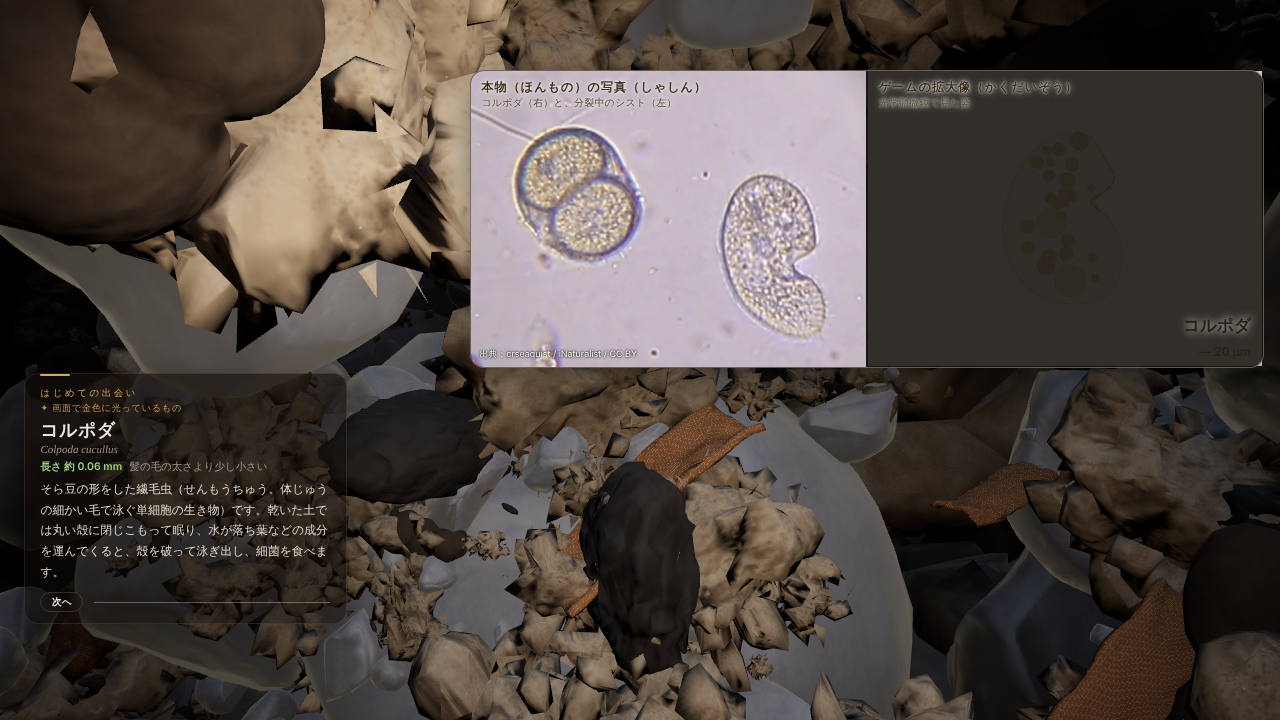 本物（ほんもの）の写真（しゃしん）
コルポダ（右）と、分裂中のシスト（左）
出典：crseaquist / iNaturalist / CC BY
ゲームの拡大像（かくだいぞう）
コルポダ
20 μm
はじめての出会い
✦ 画面で金色に光っているもの
コルポダ
Colpoda cucullus
長さ 約 0.06 mm 髪の毛の太さより少し小さい
そら豆の形をした繊毛虫（せんもうちゅう。体じゅう
の細かい毛で泳ぐ単細胞の生き物）です。乾いた土で
は丸い殻に閉じこもって眠り、水が落ち葉などの成分
を運んでくると、殻を破って泳ぎ出し、細菌を食べま
す。
次へ